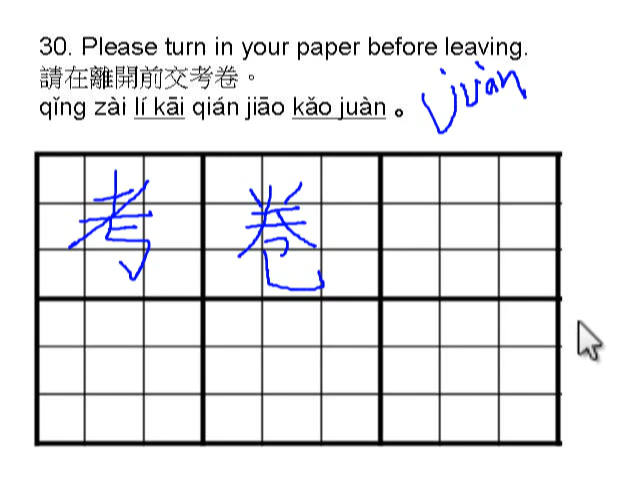 30. Please turn in your paper before leaving.
請在離開前交考卷。
qǐng zài lí kāi qián jiāo kǎo juàn 。
juàn
考 卷